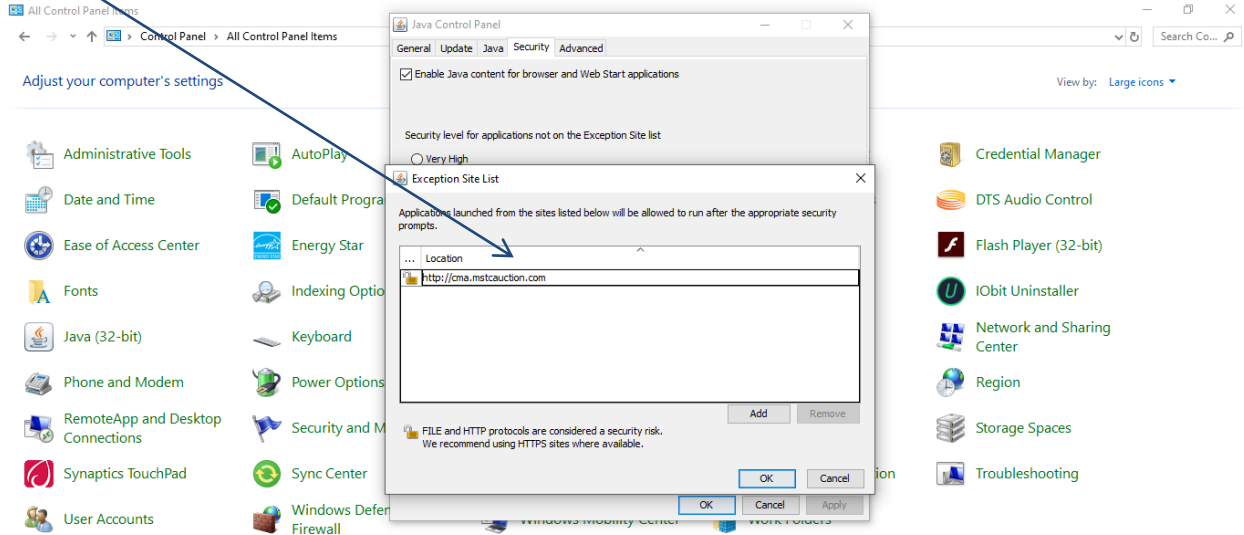 All Control Panel Items
Control Panel > All Control Panel Items
Search Co...
Adjust your computer's settings
View by: Large icons
Administrative Tools
AutoPlay
Credential Manager
Date and Time
Default Progra
DTS Audio Control
Ease of Access Center
Energy Star
Flash Player (32-bit)
Fonts
Indexing Optio
IObit Uninstaller
Java (32-bit)
Keyboard
Network and Sharing
Center
Phone and Modem
Power Options
Region
RemoteApp and Desktop
Connections
Security and M
Storage Spaces
Synaptics TouchPad
Sync Center
ion
Troubleshooting
User Accounts
Windows Defen
Firewall
Windows Mobility Center
Work Folders
Java Control Panel
General Update Java Security Advanced
Enable Java content for browser and Web Start applications
Security level for applications not on the Exception Site list
Very High
Exception Site List
Applications launched from the sites listed below will be allowed to run after the appropriate security
prompts.
... Location
http://cma.mstcauction.com
Add Remove
FILE and HTTP protocols are considered a security risk.
We recommend using HTTPS sites where available.
OK Cancel
OK Cancel Apply